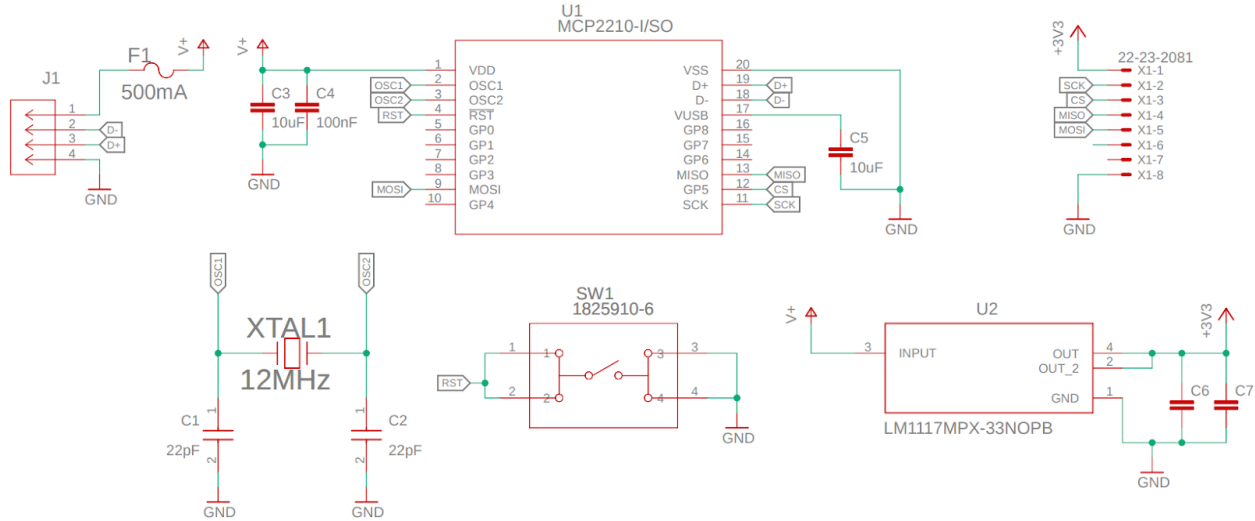 J1
F1
500mA
V+
1
2
3
4
D-
D+
GND
V+
C3
10uF
C4
100nF
GND
U1
MCP2210-I/SO
OSC1
OSC2
RST
MOSI
1 VDD
2 OSC1
3 OSC2
4 RST
5 GP0
6 GP1
7 GP2
8 GP3
9 MOSI
10 GP4
VSS 20
D+ 19
D- 18
VUSB 17
GP8 16
GP7 15
GP6 14
MISO 13
GP5 12
SCK 11
D+
D-
MISO
CS
SCK
C5
10uF
GND
+3V3
22-23-2081
X1-1
SCK X1-2
CS X1-3
MISO X1-4
MOSI X1-5
X1-6
X1-7
X1-8
GND
OSC1
OSC2
XTAL1
12MHz
C1
22pF
1
2
GND
C2
22pF
1
2
GND
SW1
1825910-6
RST
1 1
2 2
3 3
4 4
GND
V+
U2
3 INPUT
OUT 4
OUT_2 2
GND 1
LM1117MPX-33NOPB
+3V3
C6
C7
GND